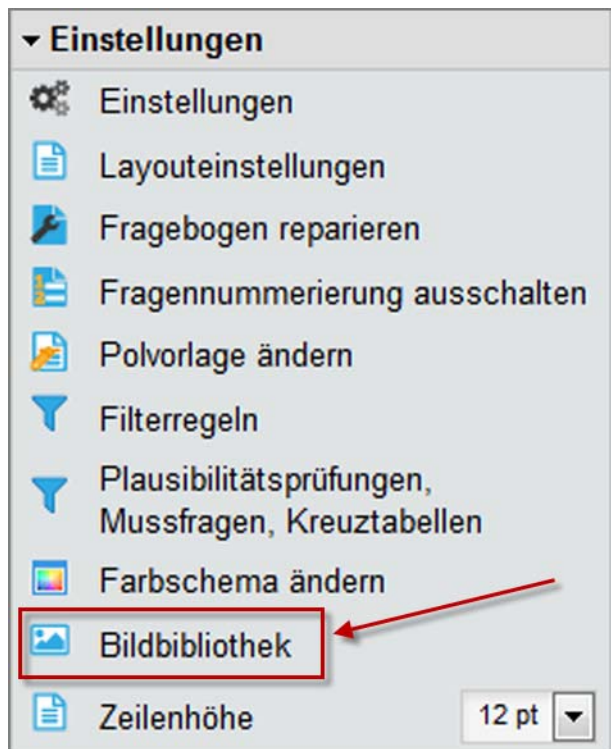 Einstellungen
Einstellungen
Layouteinstellungen
Fragebogen reparieren
Fragennummerierung ausschalten
Polvorlage ändern
Filterregeln
Plausibilitätsprüfungen,
Mussfragen, Kreuztabellen
Farbschema ändern
Bildbibliothek
Zeilenhöhe 12 pt